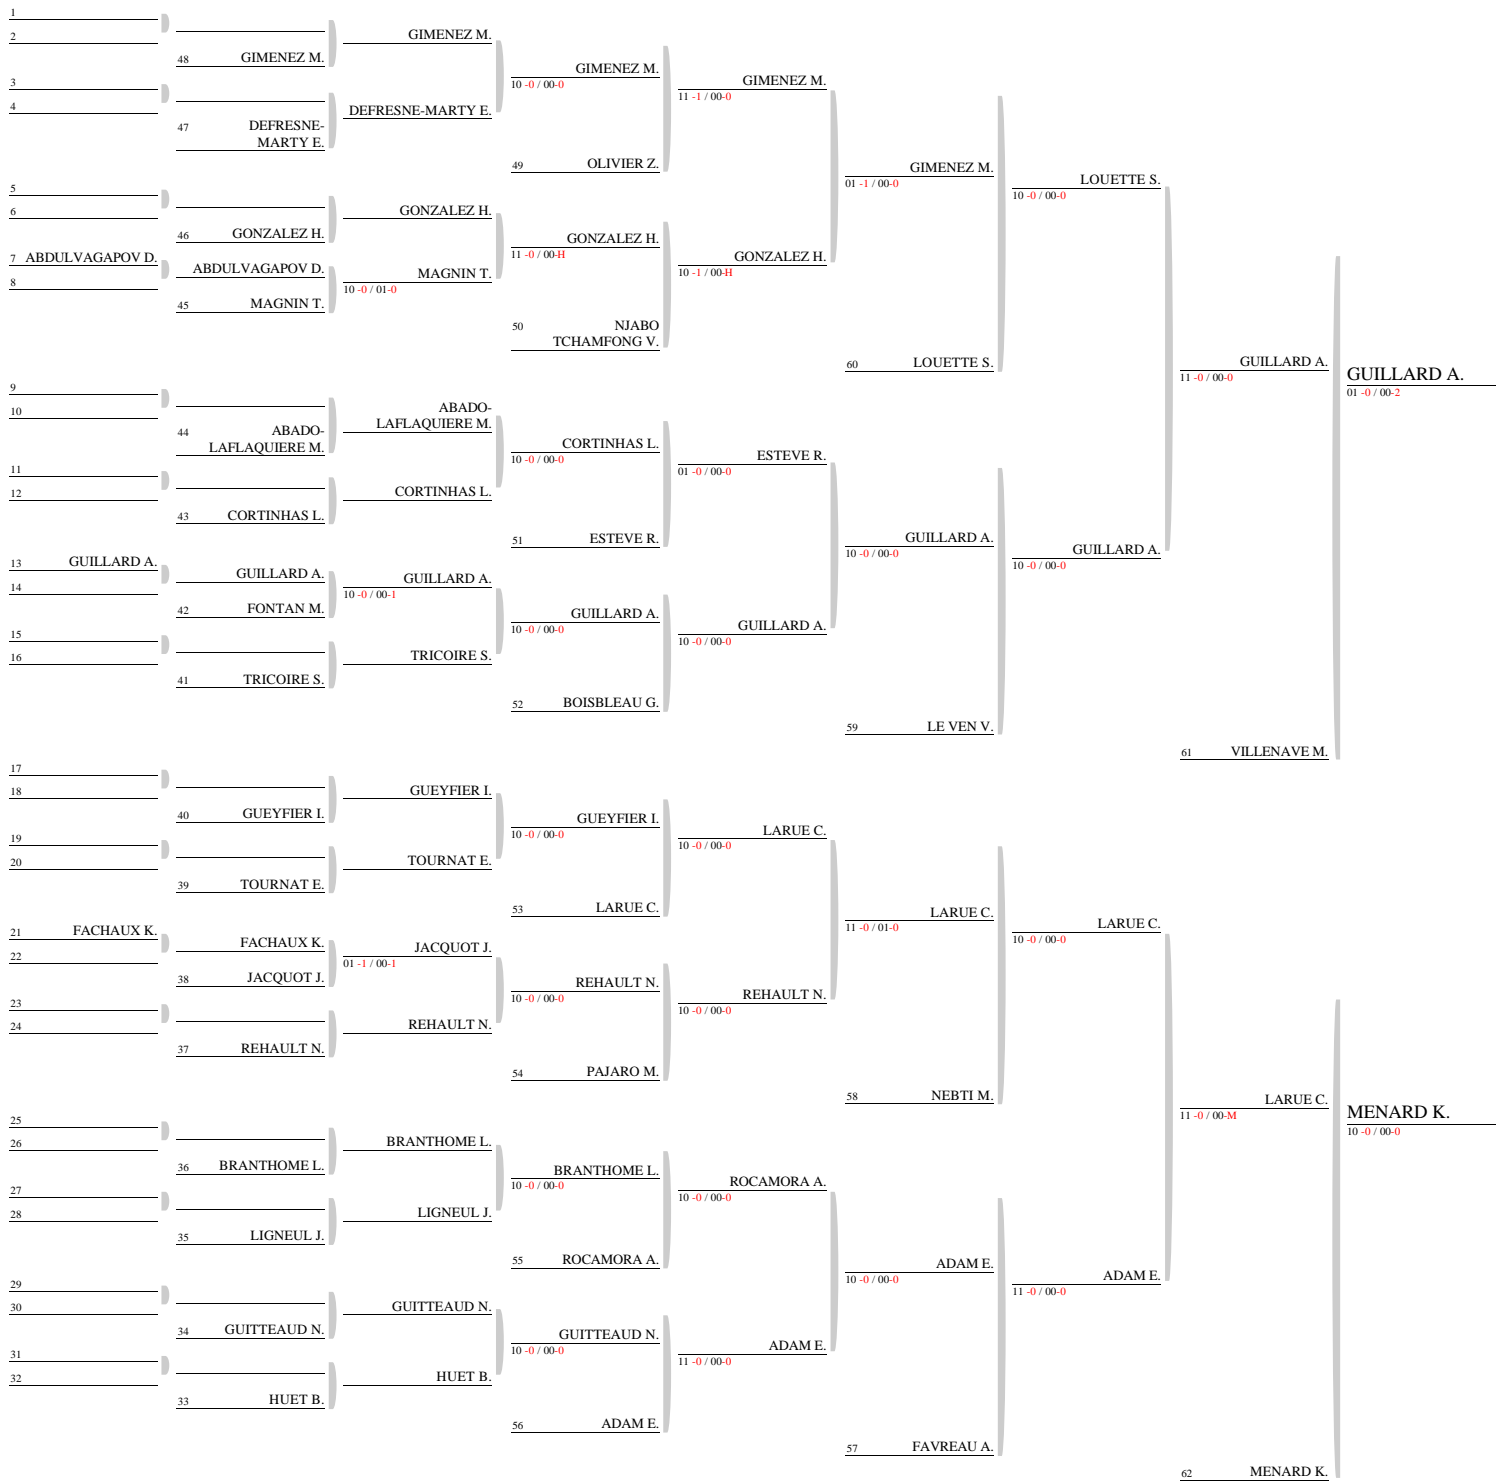 1
2
48 GIMENEZ M.
GIMENEZ M.
3
4
47 DEFRESNE-
MARTY E.
DEFRESNE-MARTY E.
GIMENEZ M.
10 -0 / 00-0
49 OLIVIER Z.
GIMENEZ M.
11 -1 / 00-0
5
6
46 GONZALEZ H.
GONZALEZ H.
7 ABDULVAGAPOV D.
8
ABDULVAGAPOV D.
45 MAGNIN T.
MAGNIN T.
10 -0 / 01-0
GONZALEZ H.
11 -0 / 00-H
50 NJABO
TCHAMFONG V.
GONZALEZ H.
10 -1 / 00-H
GIMENEZ M.
01 -1 / 00-0
60 LOUETTE S.
LOUETTE S.
10 -0 / 00-0
9
10
44 ABADO-
LAFLAQUIERE M.
ABADO-
LAFLAQUIERE M.
11
12
43 CORTINHAS L.
CORTINHAS L.
CORTINHAS L.
10 -0 / 00-0
51 ESTEVE R.
ESTEVE R.
01 -0 / 00-0
13 GUILLARD A.
14
GUILLARD A.
42 FONTAN M.
GUILLARD A.
10 -0 / 00-1
15
16
41 TRICOIRE S.
TRICOIRE S.
GUILLARD A.
10 -0 / 00-0
52 BOISBLEAU G.
GUILLARD A.
10 -0 / 00-0
GUILLARD A.
10 -0 / 00-0
59 LE VEN V.
GUILLARD A.
10 -0 / 00-0
GUILLARD A.
11 -0 / 00-0
61 VILLENAVE M.
GUILLARD A.
01 -0 / 00-2
17
18
40 GUEYFIER I.
GUEYFIER I.
19
20
39 TOURNAT E.
TOURNAT E.
GUEYFIER I.
10 -0 / 00-0
53 LARUE C.
LARUE C.
10 -0 / 00-0
21 FACHAUX K.
22
FACHAUX K.
38 JACQUOT J.
JACQUOT J.
01 -1 / 00-1
23
24
37 REHAULT N.
REHAULT N.
REHAULT N.
10 -0 / 00-0
54 PAJARO M.
REHAULT N.
10 -0 / 00-0
LARUE C.
11 -0 / 01-0
58 NEBTI M.
LARUE C.
10 -0 / 00-0
25
26
36 BRANTHOME L.
BRANTHOME L.
27
28
35 LIGNEUL J.
LIGNEUL J.
BRANTHOME L.
10 -0 / 00-0
55 ROCAMORA A.
ROCAMORA A.
10 -0 / 00-0
29
30
34 GUITTEAUD N.
GUITTEAUD N.
31
32
33 HUET B.
HUET B.
GUITTEAUD N.
10 -0 / 00-0
56 ADAM E.
ADAM E.
11 -0 / 00-0
ADAM E.
10 -0 / 00-0
57 FAVREAU A.
ADAM E.
11 -0 / 00-0
LARUE C.
11 -0 / 00-M
62 MENARD K.
MENARD K.
10 -0 / 00-0